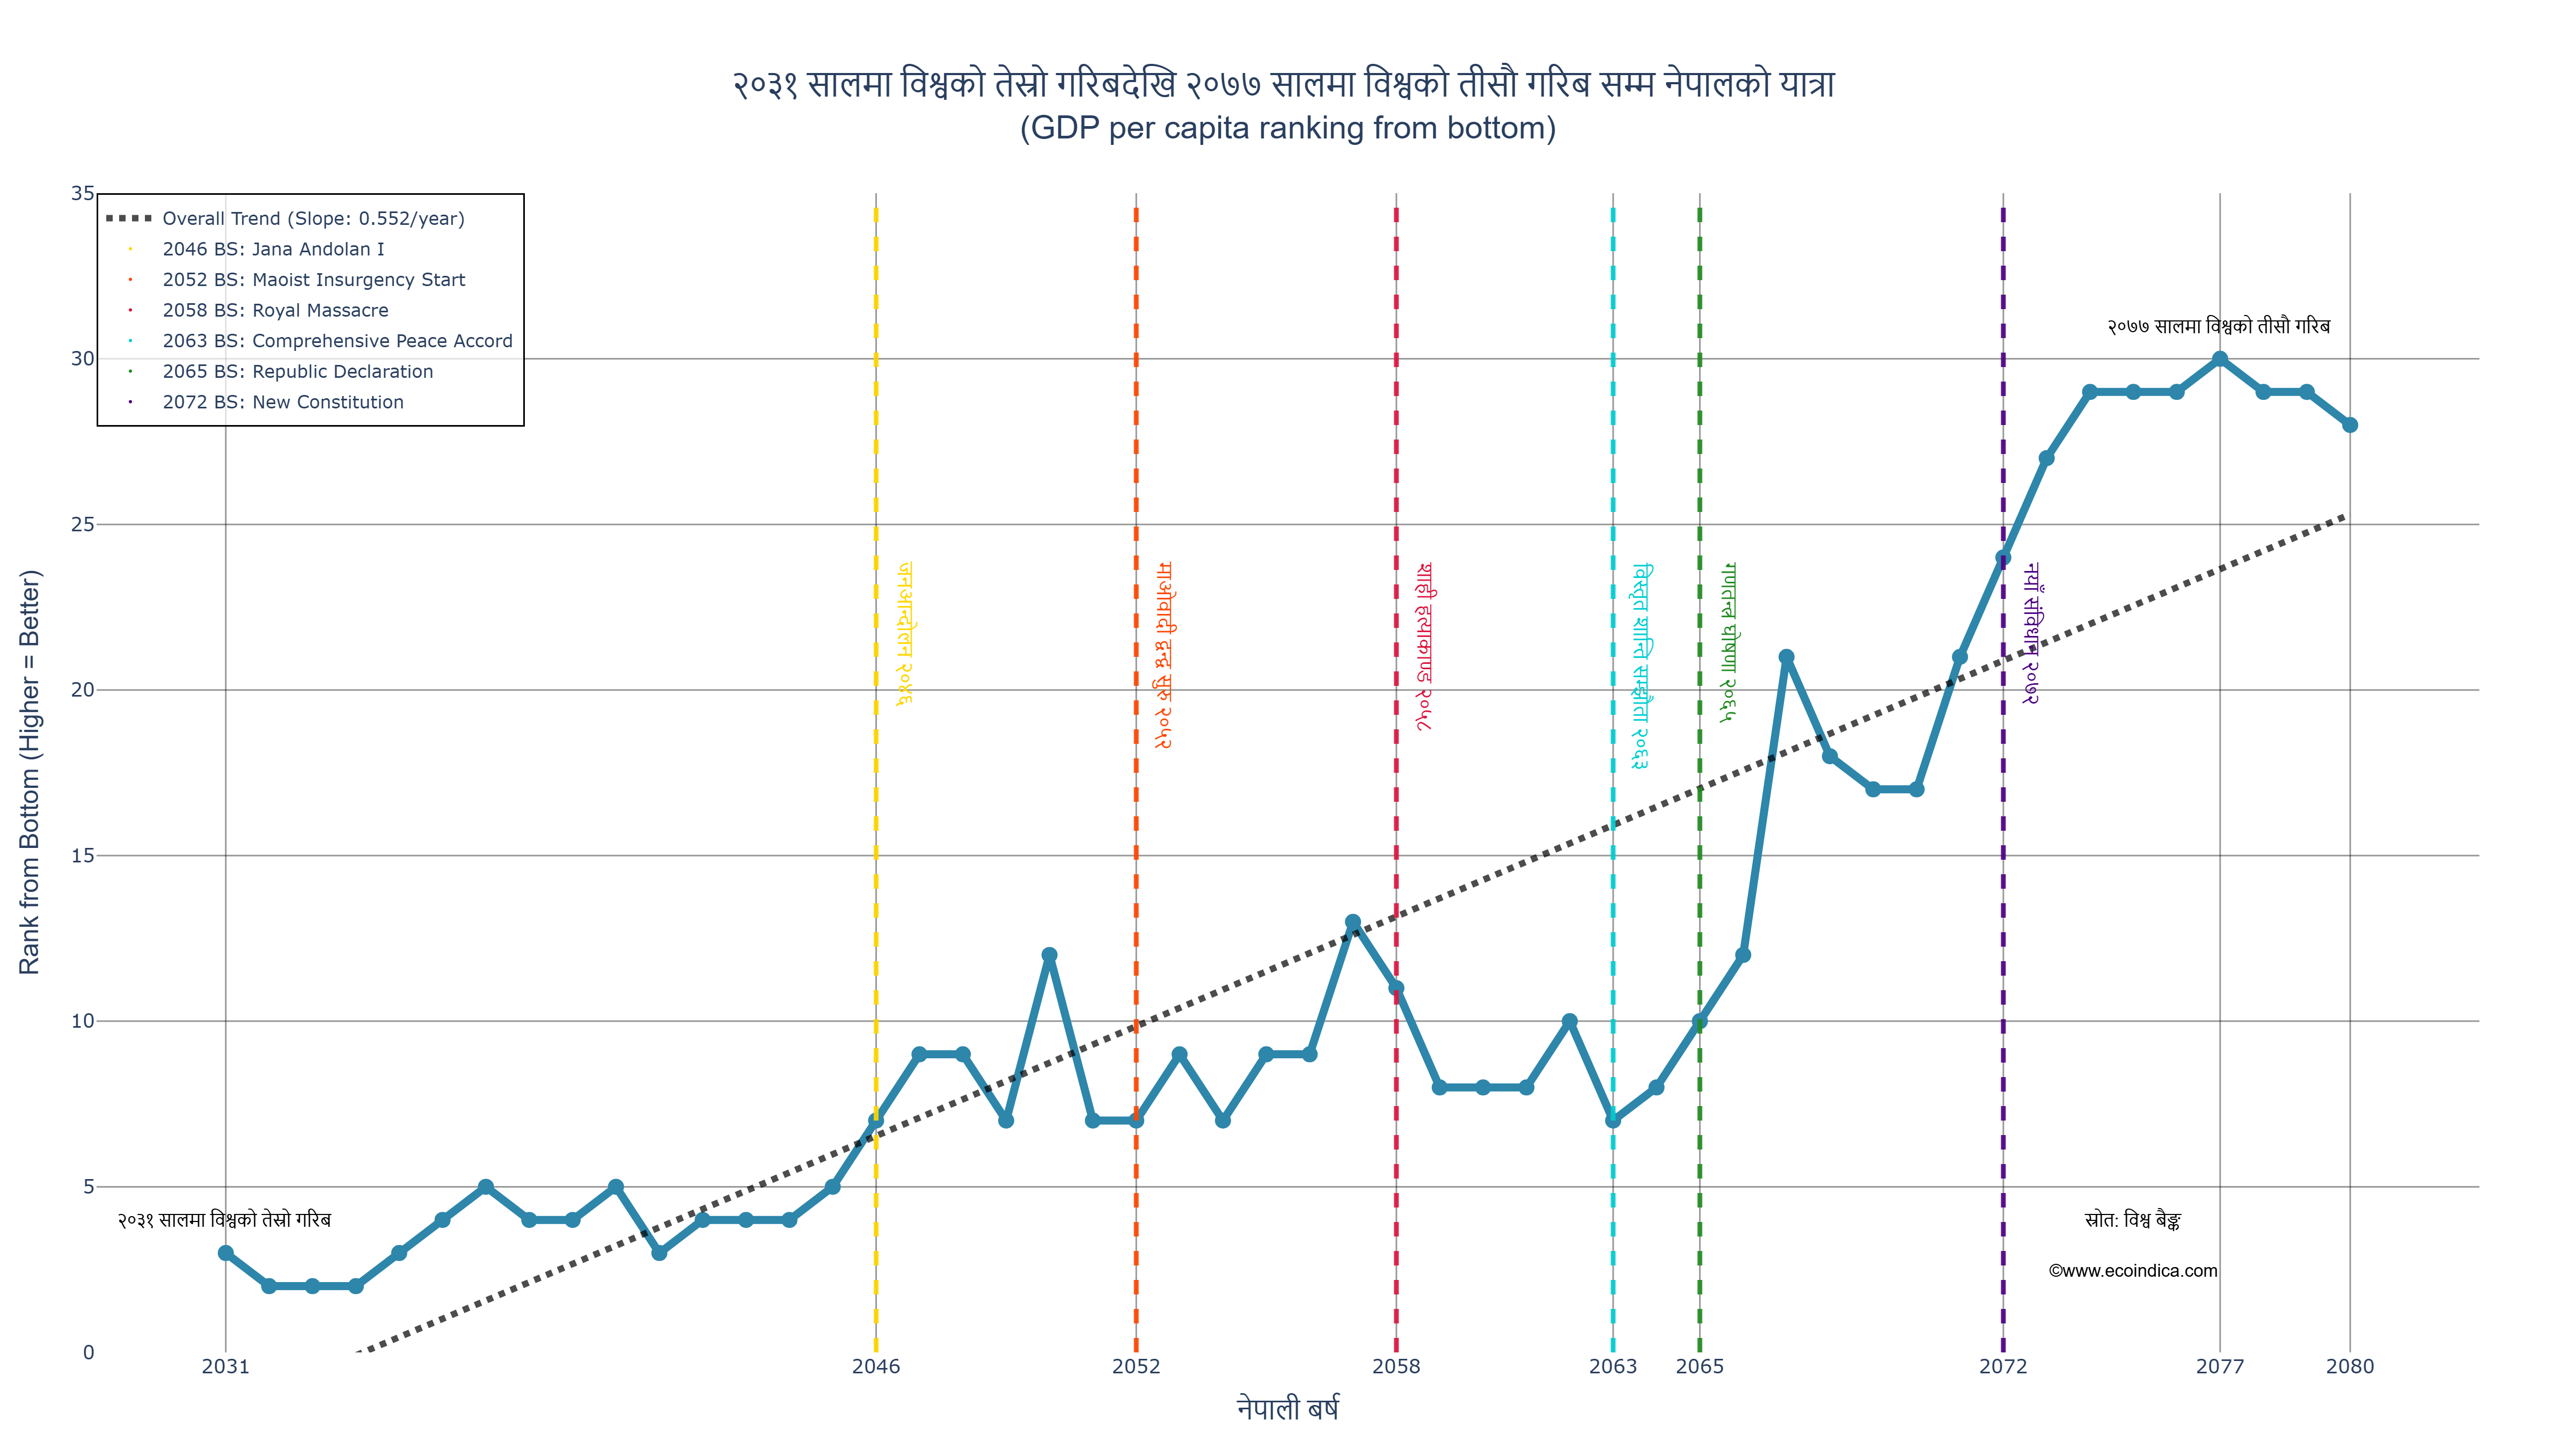 २०३१ सालमा विश्वको तेस्रो गरिबदेखि २०७७ सालमा विश्वको तीसौ गरिब सम्म नेपालको यात्रा
(GDP per capita ranking from bottom)
Rank from Bottom (Higher = Better)
35
30
25
20
15
10
5
0
Overall Trend (Slope: 0.552/year)
2046 BS: Jana Andolan I
2052 BS: Maoist Insurgency Start
2058 BS: Royal Massacre
2063 BS: Comprehensive Peace Accord
2065 BS: Republic Declaration
2072 BS: New Constitution
२०७७ सालमा विश्वको तीसौ गरिब
जनआन्दोलन २०४६
माओवादी द्वन्द्व सुरु २०५२
शाही हत्याकाण्ड २०५८
विस्तृत शान्ति सम्झौता २०६३
गणतन्त्र घोषणा २०६५
नयाँ संविधान २०७२
२०३१ सालमा विश्वको तेस्रो गरिब
स्रोत: विश्व बैङ्क
©www.ecoindica.com
2031
2046
2052
2058
2063
2065
2072
2077
2080
नेपाली बर्ष